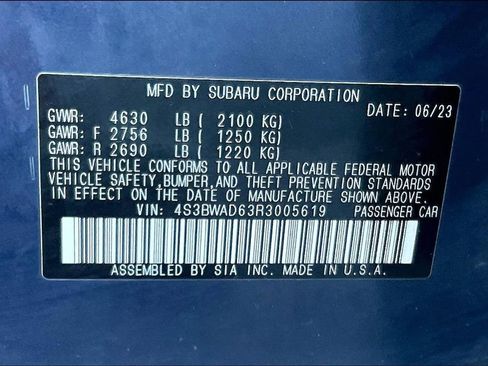 MFD BY SUBARU CORPORATION
DATE: 06/23
GVWR: 4630 LB ( 2100 KG)
GAWR: F 2756 LB ( 1250 KG)
GAWR: R 2690 LB ( 1220 KG)
THIS VEHICLE CONFORMS TO ALL APPLICABLE FEDERAL MOTOR
VEHICLE SAFETY,BUMPER,AND THEFT PREVENTION STANDARDS
IN EFFECT ON THE DATE OF MANUFACTURE SHOWN ABOVE.
VIN: 4S3BWAD63R3005619 PASSENGER CAR
ASSEMBLED BY SIA INC. MADE IN U.S.A.